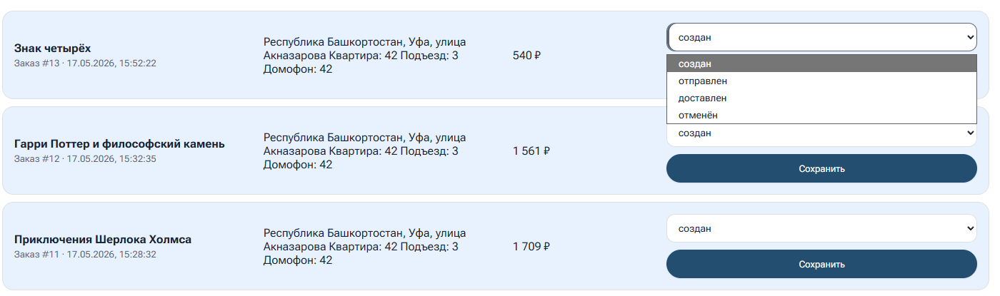 Знак четырёх
Заказ #13 · 17.05.2026, 15:52:22
Республика Башкортостан, Уфа, улица
Акназарова Квартира: 42 Подъезд: 3
Домофон: 42
540 ₽
создан
создан
отправлен
доставлен
отменён
Гарри Поттер и философский камень
Заказ #12 · 17.05.2026, 15:32:35
Республика Башкортостан, Уфа, улица
Акназарова Квартира: 42 Подъезд: 3
Домофон: 42
1 561 ₽
создан
Сохранить
Приключения Шерлока Холмса
Заказ #11 · 17.05.2026, 15:28:32
Республика Башкортостан, Уфа, улица
Акназарова Квартира: 42 Подъезд: 3
Домофон: 42
1 709 ₽
создан
Сохранить